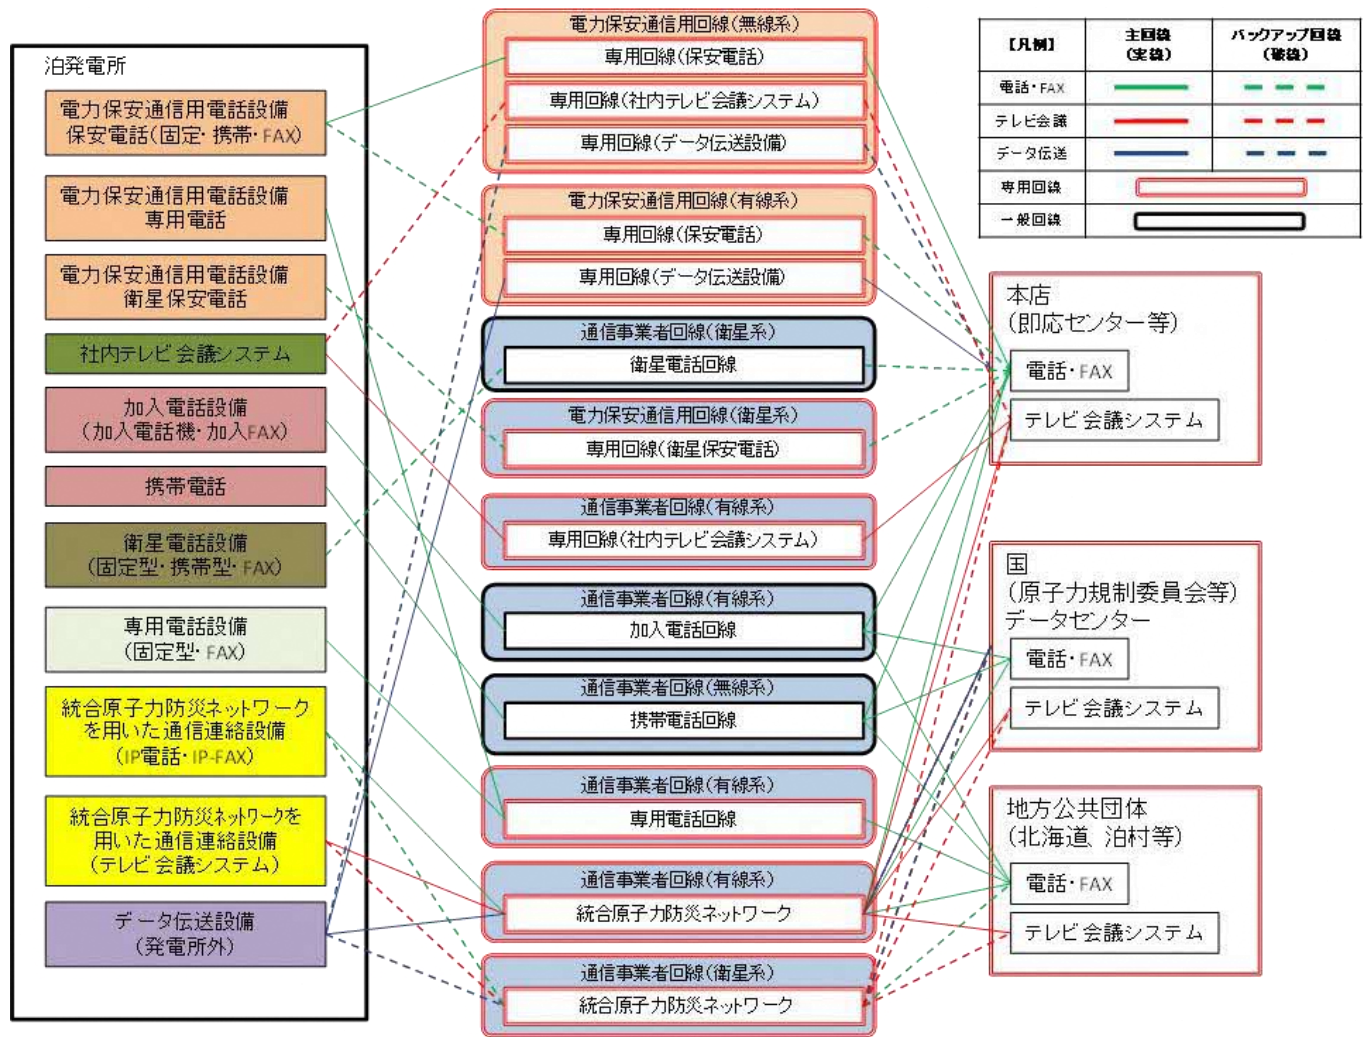 泊発電所
電力保安通信用電話設備
保安電話(固定・携帯・FAX)
電力保安通信用電話設備
専用電話
電力保安通信用電話設備
衛星保安電話
社内テレビ会議システム
加入電話設備
(加入電話機・加入FAX)
携帯電話
衛星電話設備
(固定型・携帯型・FAX)
専用電話設備
(固定型・FAX)
統合原子力防災ネットワーク
を用いた通信連絡設備
(IP電話・IP-FAX)
統合原子力防災ネットワークを
用いた通信連絡設備
(テレビ会議システム)
データ伝送設備
(発電所外)
電力保安通信用回線(無線系)
専用回線(保安電話)
専用回線(社内テレビ会議システム)
専用回線(データ伝送設備)
電力保安通信用回線(有線系)
専用回線(保安電話)
専用回線(データ伝送設備)
通信事業者回線(衛星系)
衛星電話回線
電力保安通信用回線(衛星系)
専用回線(衛星保安電話)
通信事業者回線(有線系)
専用回線(社内テレビ会議システム)
通信事業者回線(有線系)
加入電話回線
通信事業者回線(無線系)
携帯電話回線
通信事業者回線(有線系)
専用電話回線
通信事業者回線(有線系)
統合原子力防災ネットワーク
通信事業者回線(衛星系)
統合原子力防災ネットワーク
【凡例】 主回線 バックアップ回線
(実線) (破線)
電話・FAX
テレビ会議
データ伝送
専用回線
一般回線
本店
(即応センター等)
電話・FAX
テレビ会議システム
国
(原子力規制委員会等)
データセンター
電話・FAX
テレビ会議システム
地方公共団体
(北海道、泊村等)
電話・FAX
テレビ会議システム